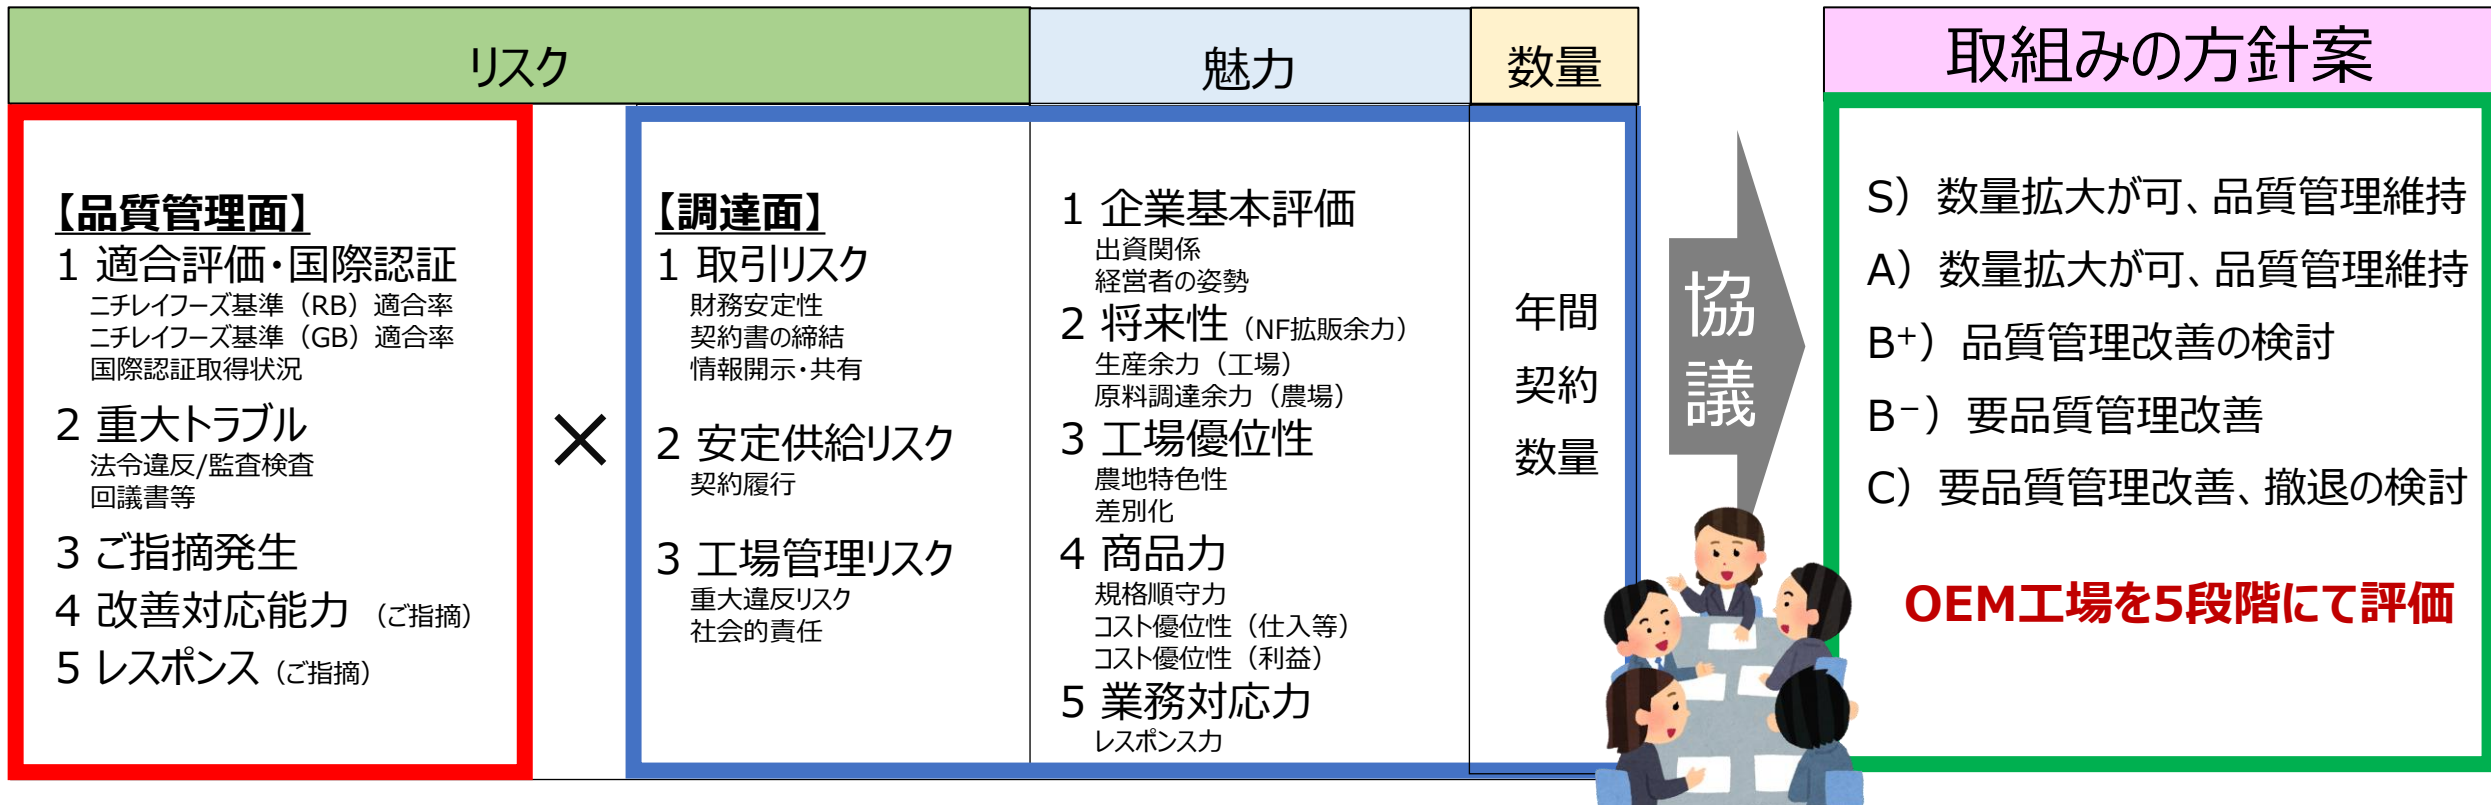 リスク
魅力
数量
取組みの方針案
【品質管理面】
1 適合評価・国際認証
ニチレイフーズ基準（RB）適合率
ニチレイフーズ基準（GB）適合率
国際認証取得状況
2 重大トラブル
法令違反/監査検査
回議書等
3 ご指摘発生
4 改善対応能力 （ご指摘）
5 レスポンス（ご指摘）
×
【調達面】
1 取引リスク
財務安定性
契約書の締結
情報開示・共有
2 安定供給リスク
契約履行
3 工場管理リスク
重大違反リスク
社会的責任
1 企業基本評価
出資関係
経営者の姿勢
2 将来性（NF拡販余力）
生産余力（工場）
原料調達余力（農場）
3 工場優位性
農地特色性
差別化
4 商品力
規格順守力
コスト優位性（仕入等）
コスト優位性（利益）
5 業務対応力
レスポンス力
年間
契約
数量
協
議
S）数量拡大が可、品質管理維持
A）数量拡大が可、品質管理維持
B⁺）品質管理改善の検討
B⁻）要品質管理改善
C）要品質管理改善、撤退の検討
OEM工場を5段階にて評価